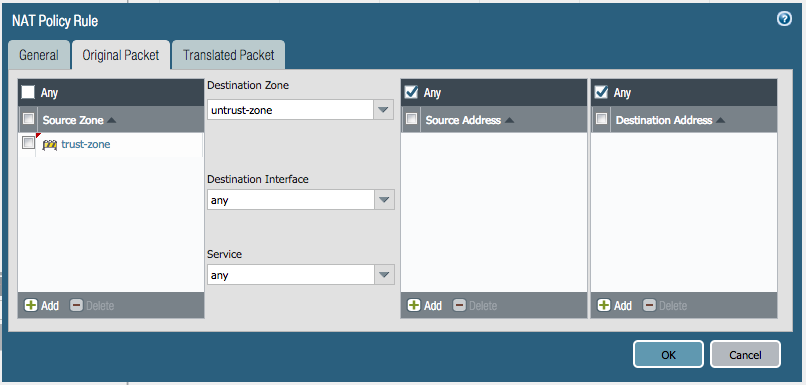 NAT Policy Rule
?
General
Original Packet
Translated Packet
Any
Source Zone
trust-zone
Add
Delete
Destination Zone
untrust-zone
Destination Interface
any
Service
any
Any
Source Address
Add
Delete
Any
Destination Address
Add
Delete
OK
Cancel